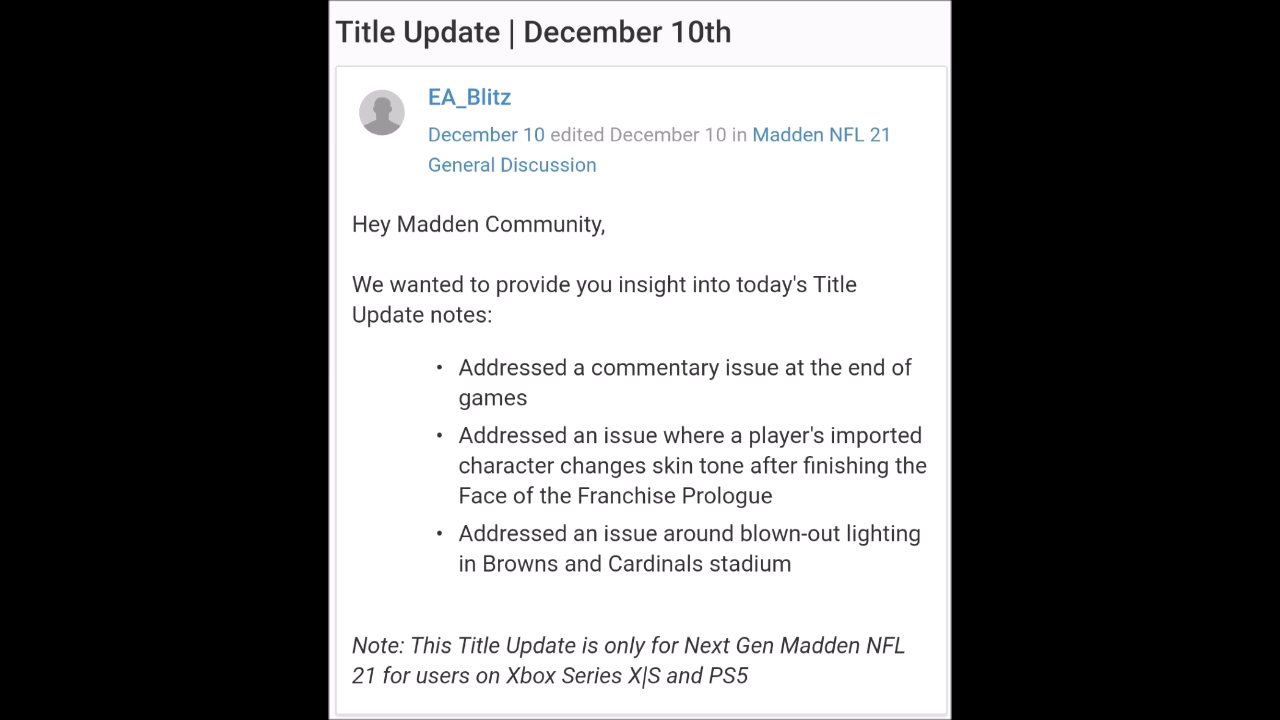 Title Update | December 10th
EA_Blitz
December 10 edited December 10 in Madden NFL 21
General Discussion
Hey Madden Community,
We wanted to provide you insight into today's Title
Update notes:
• Addressed a commentary issue at the end of
games
• Addressed an issue where a player's imported
character changes skin tone after finishing the
Face of the Franchise Prologue
• Addressed an issue around blown-out lighting
in Browns and Cardinals stadium
Note: This Title Update is only for Next Gen Madden NFL
21 for users on Xbox Series X|S and PS5